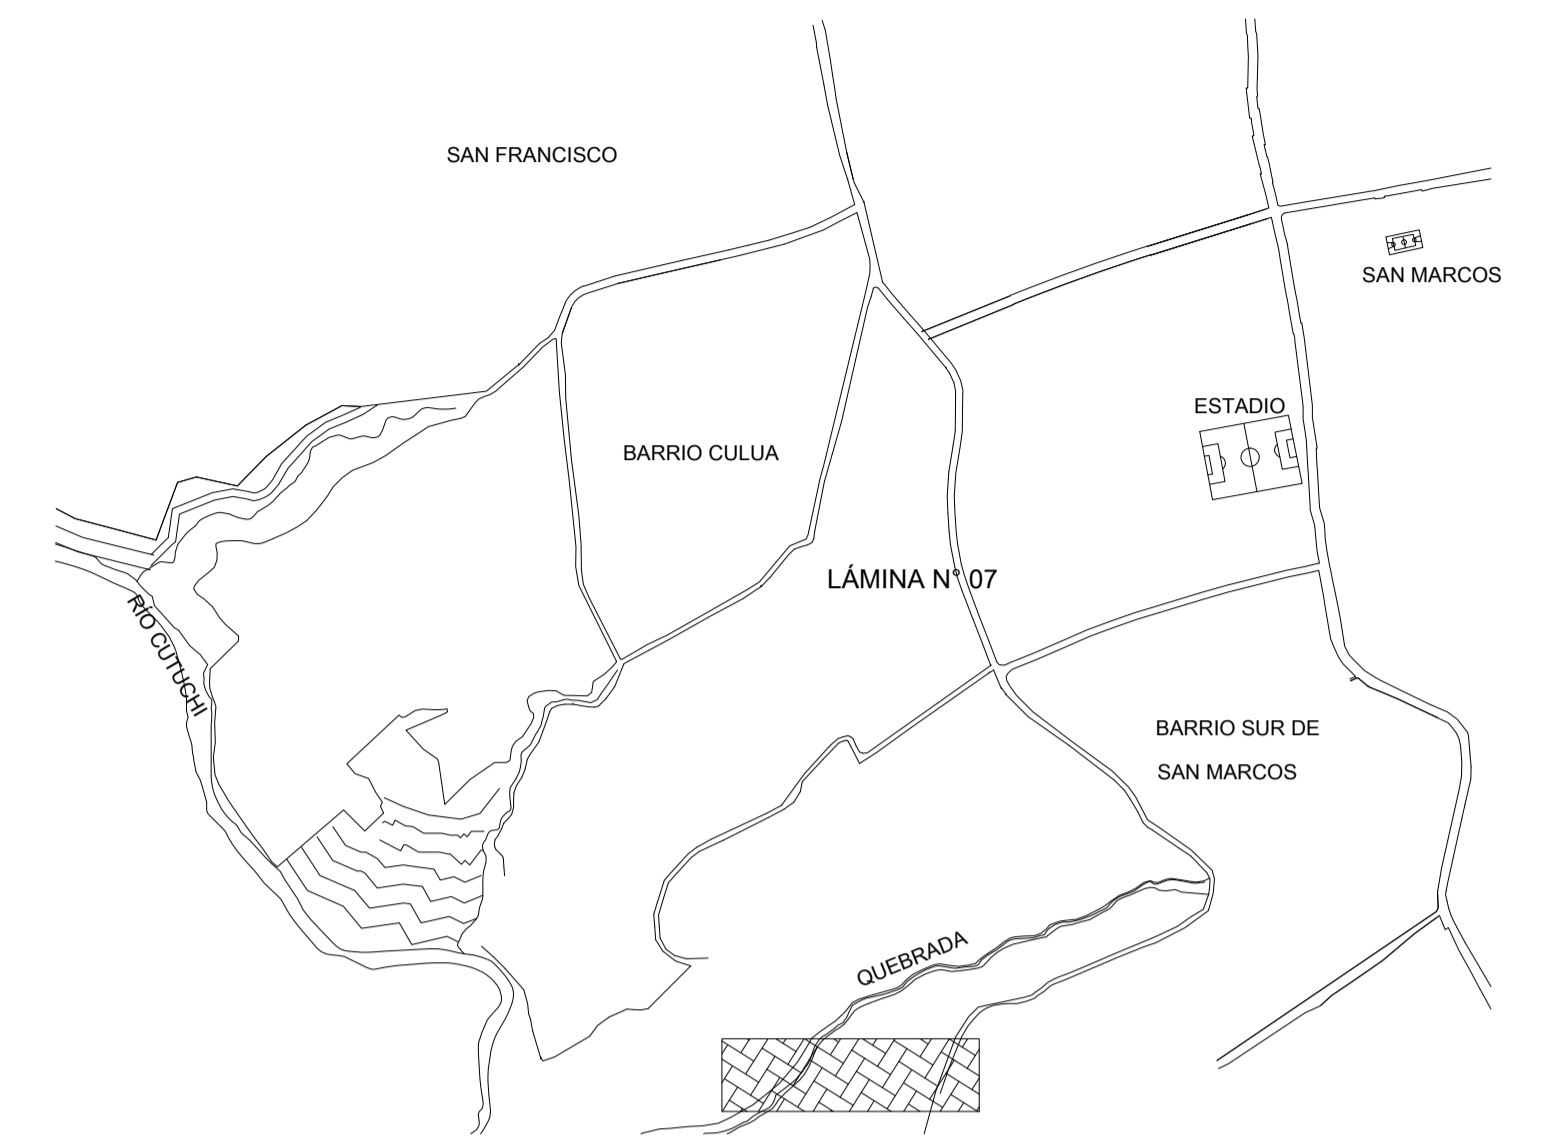 SAN FRANCISCO
SAN MARCOS
ESTADIO
BARRIO CULUA
LÁMINA N° 07
RÍO CUTUCHI
BARRIO SUR DE
SAN MARCOS
QUEBRADA